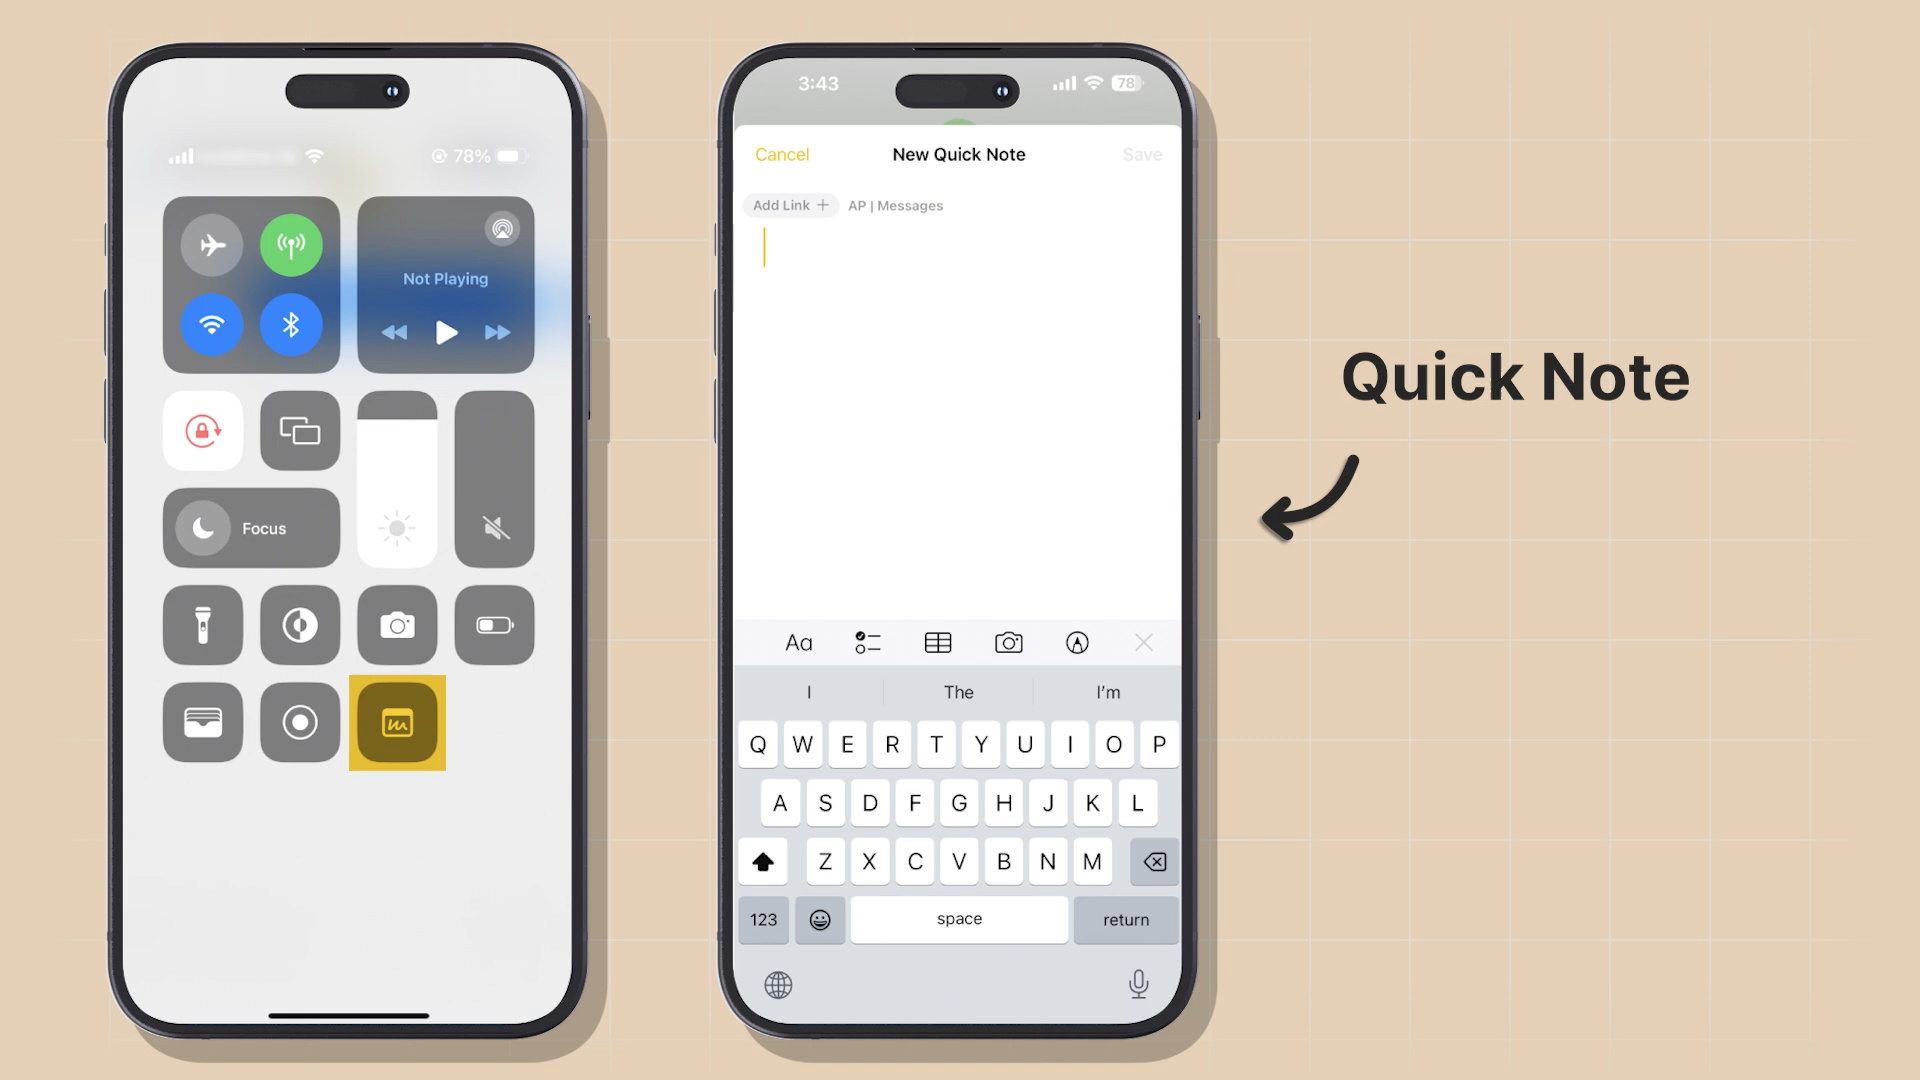 78%
Not Playing
Focus
3:43
78
Cancel
New Quick Note
Save
Add Link +
AP | Messages
Aa
I
The
I'm
Q W E R T Y U I O P
A S D F G H J K L
Z X C V B N M
123
space
return
Quick Note